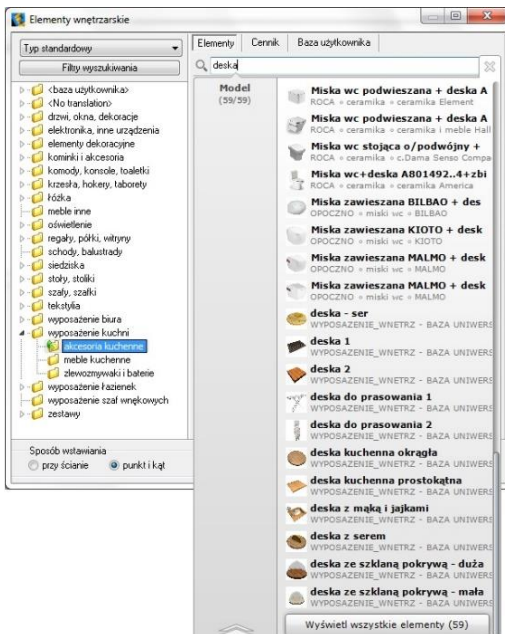 Elementy wnętrzarskie
Typ standardowy
Filtry wyszukiwania
<baza użytkownika>
<No translation>
drzwi, okna, dekoracje
elektronika, inne urządzenia
elementy dekoracyjne
kominki i akcesoria
komody, konsole, toaletki
krzesła, hokery, taborety
łóżka
meble inne
oświetlenie
regały, półki, witryny
schody, balustrady
siedziska
stoły, stoliki
szafy, szafki
tekstylia
wyposażenie biura
wyposażenie kuchni
akcesoria kuchenne
meble kuchenne
zlewozmywaki i baterie
wyposażenie łazienek
wyposażenie szaf wnękowych
zestawy
Sposób wstawiania
przy ścianie
punkt i kąt
Elementy
Cennik
Baza użytkownika
deska
Model
(59/59)
Miska wc podwieszana + deska A
ROCA » ceramika » ceramika Element
Miska wc podwieszana + deska A
ROCA » ceramika » ceramika i meble Hall
Miska wc stojąca o/podwójny +
ROCA » ceramika » c.Dama Senso Compa
Miska wc+deska A801492..4+zbi
ROCA » ceramika » ceramika America
Miska zawieszana BILBAO + des
OPOCZNO » miski wc » BILBAO
Miska zawieszana KIOTO + desk
OPOCZNO » miski wc » KIOTO
Miska zawieszana MALMO + desk
OPOCZNO » miski wc » MALMO
Miska zawieszana MALMO + desk
OPOCZNO » miski wc » MALMO
deska - ser
WYPOSAZENIE_WNETRZ - BAZA UNIWERS
deska 1
WYPOSAZENIE_WNETRZ - BAZA UNIWERS
deska 2
WYPOSAZENIE_WNETRZ - BAZA UNIWERS
deska do prasowania 1
WYPOSAZENIE_WNETRZ - BAZA UNIWERS
deska do prasowania 2
WYPOSAZENIE_WNETRZ - BAZA UNIWERS
deska kuchenna okrągła
WYPOSAZENIE_WNETRZ - BAZA UNIWERS
deska kuchenna prostokątna
WYPOSAZENIE_WNETRZ - BAZA UNIWERS
deska z mąką i jajkami
WYPOSAZENIE_WNETRZ - BAZA UNIWERS
deska z serem
WYPOSAZENIE_WNETRZ - BAZA UNIWERS
deska ze szklaną pokrywą - duża
WYPOSAZENIE_WNETRZ - BAZA UNIWERS
deska ze szklaną pokrywą - mała
WYPOSAZENIE_WNETRZ - BAZA UNIWERS
Wyświetl wszystkie elementy (59)